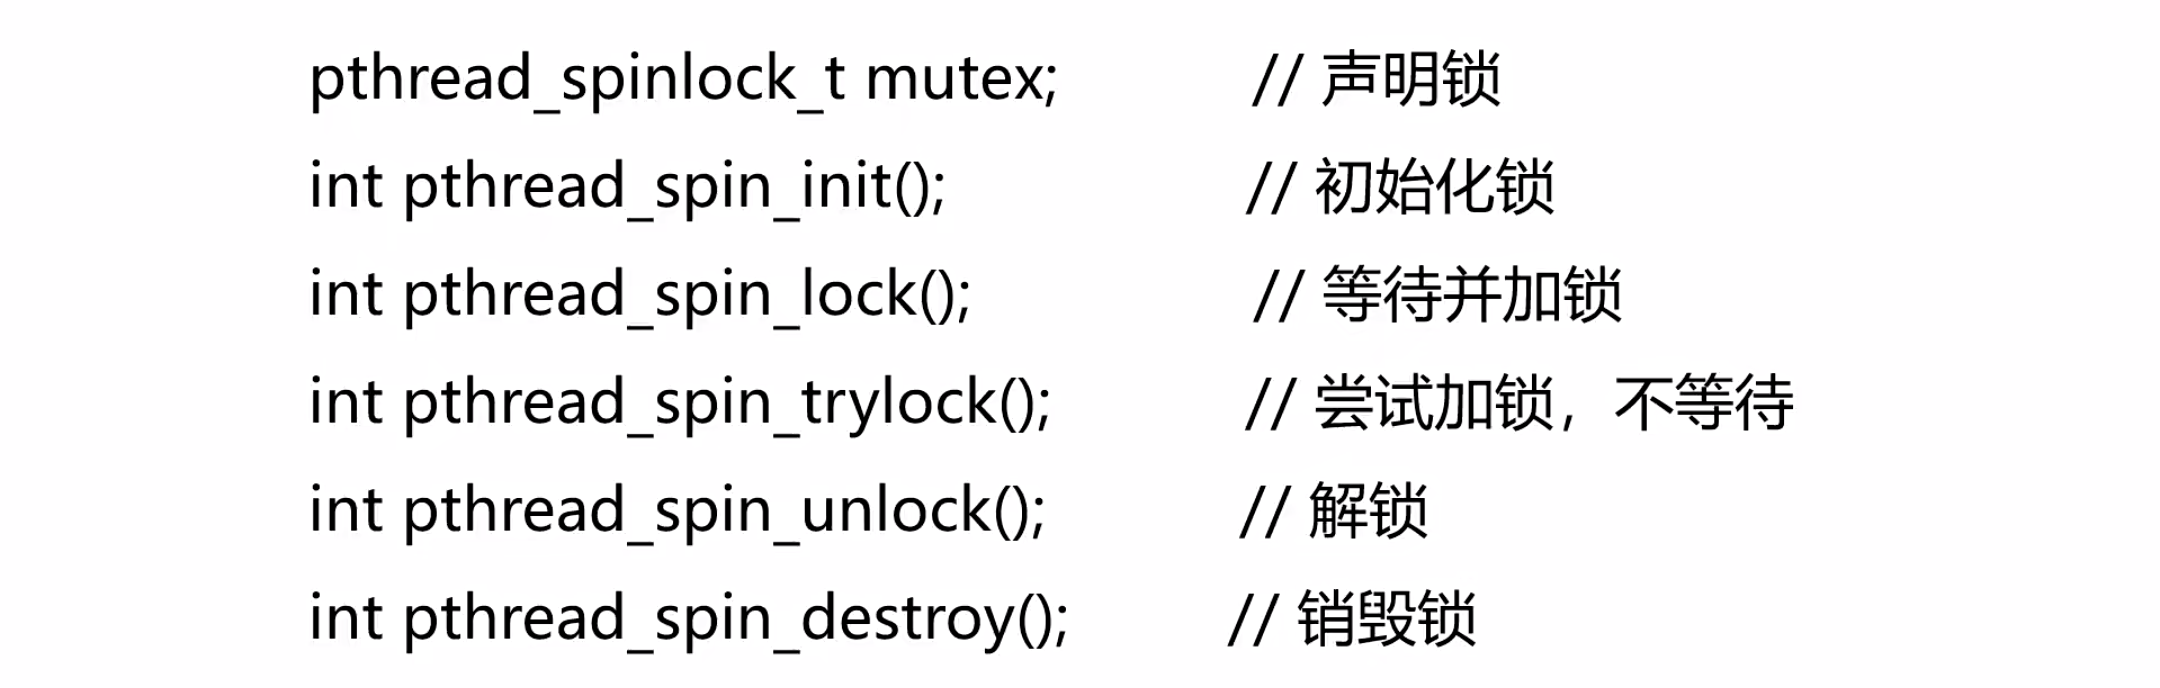 pthread_spinlock_t mutex; // 声明锁
int pthread_spin_init(); // 初始化锁
int pthread_spin_lock(); // 等待并加锁
int pthread_spin_trylock(); // 尝试加锁，不等待
int pthread_spin_unlock(); // 解锁
int pthread_spin_destroy(); // 销毁锁